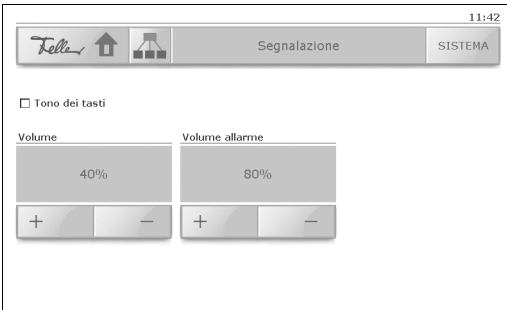 11:42
Feller Segnalazione SISTEMA
Tono dei tasti
Volume Volume allarme
40% 80%
+ − + −